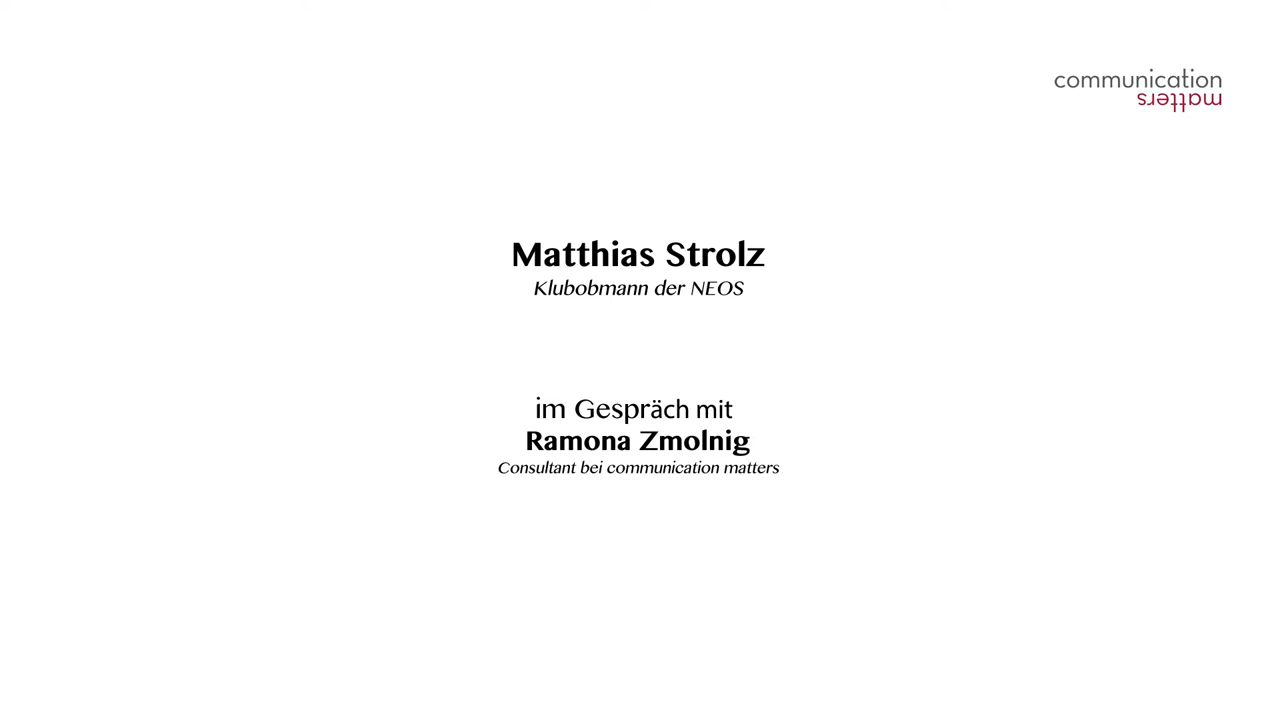 communication
matters
Matthias Strolz
Klubobmann der NEOS
im Gespräch mit
Ramona Zmolnig
Consultant bei communication matters